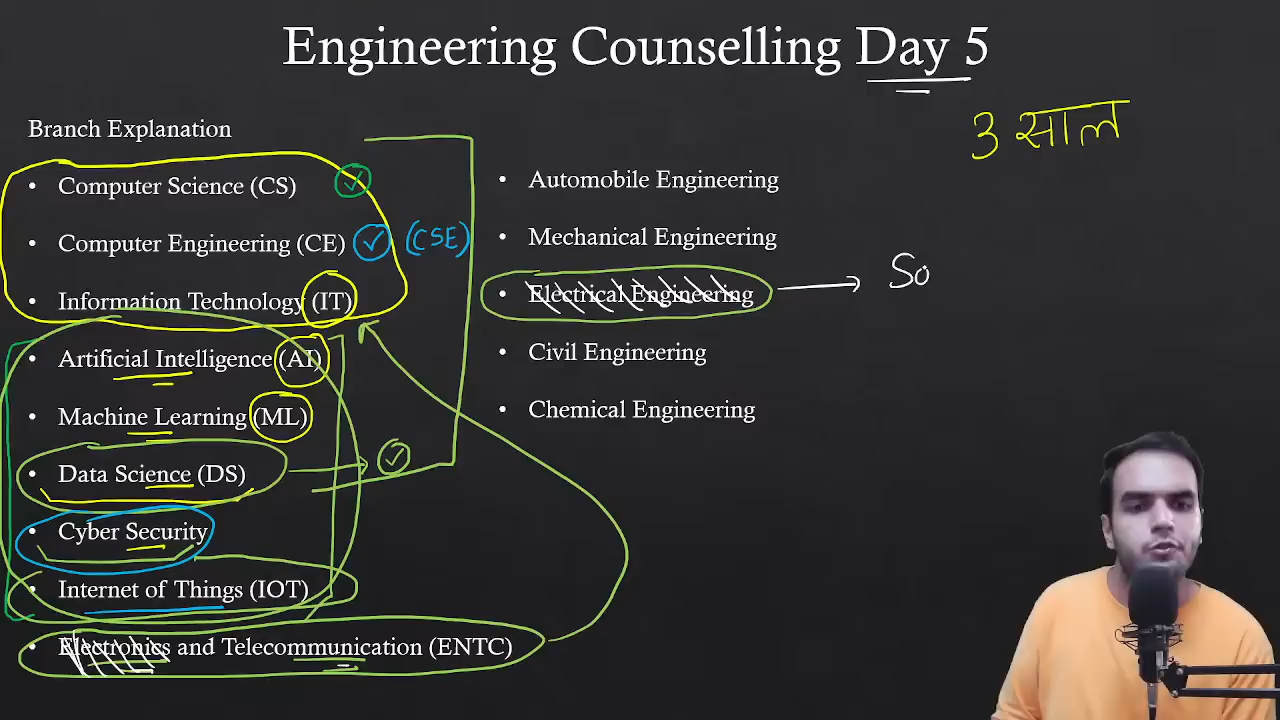 Engineering Counselling Day 5
3 साल
Branch Explanation
• Computer Science (CS)
• Computer Engineering (CE) (CSE)
• Information Technology (IT)
• Artificial Intelligence (AI)
• Machine Learning (ML)
• Data Science (DS)
• Cyber Security
• Internet of Things (IOT)
• Electronics and Telecommunication (ENTC)
• Automobile Engineering
• Mechanical Engineering
• Electrical Engineering → So
• Civil Engineering
• Chemical Engineering